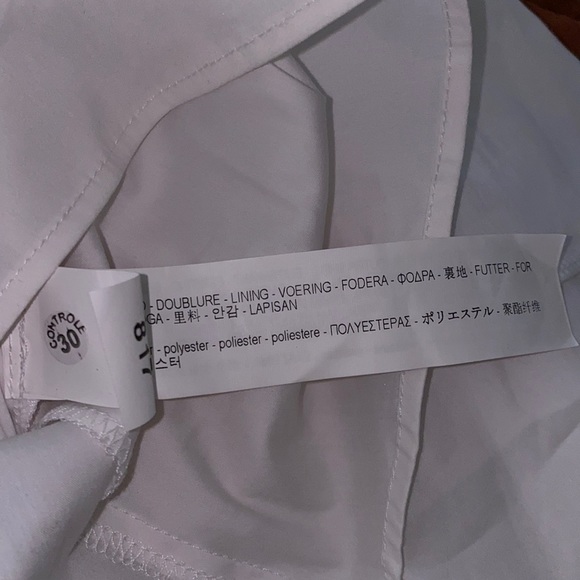 CONTROLE
30
O - DOUBLURE - LINING - VOERING - FODERA - ΦΟΔΡΑ - 裏地 - FUTTER - FOR
GA - 里料 - 안감 - LAPISAN
- polyester - poliester - poliestere - ΠΟΛΥΕΣΤΕΡΑΣ - ポリエステル - 聚酯纤维
스터